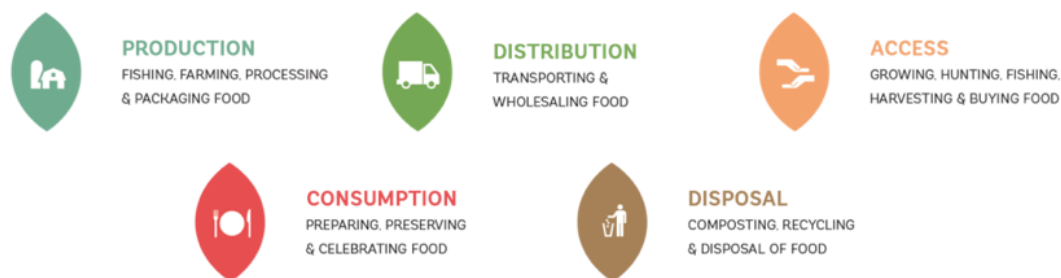 PRODUCTION
FISHING, FARMING, PROCESSING
& PACKAGING FOOD
DISTRIBUTION
TRANSPORTING &
WHOLESALING FOOD
ACCESS
GROWING, HUNTING, FISHING,
HARVESTING & BUYING FOOD
CONSUMPTION
PREPARING, PRESERVING
& CELEBRATING FOOD
DISPOSAL
COMPOSTING, RECYCLING
& DISPOSAL OF FOOD